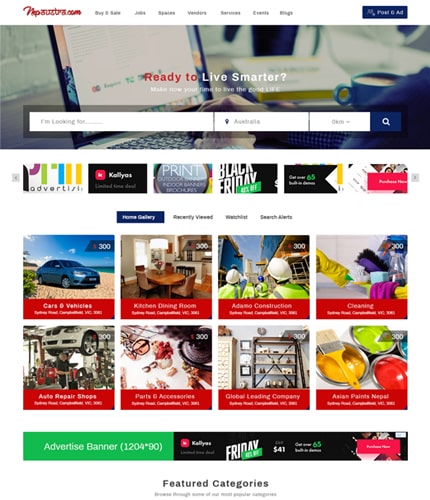 Nepaustra.com
Buy & Sale Jobs Spaces Vendors Services Events Blogs
Post & Ad
Ready to Live Smarter?
Make now your time to live the good LIFE
I'm Looking for.........
Australia
0km
advertisi
Kallyas
Limited time deal
PRINT
OUTDOOR BANNERS
INDOOR BANNERS
BROCHURES
BLACK
FRIDAY
40% OFF
Get over 65
built-in demos
Purchase Now
Home Gallery Recently Viewed Watchlist Search Alerts
300
Cars & Vehicles
Sydney Road, Campbellfield, VIC, 3061
300
Kitchen Dining Room
Sydney Road, Campbellfield, VIC, 3061
300
Adamo Construction
Sydney Road, Campbellfield, VIC, 3061
300
Cleaning
Sydney Road, Campbellfield, VIC, 3061
300
Auto Repair Shops
Sydney Road, Campbellfield, VIC, 3061
300
Parts & Accessories
Sydney Road, Campbellfield, VIC, 3061
300
Global Leading Company
Sydney Road, Campbellfield, VIC, 3061
300
Asian Paints Nepal
Sydney Road, Campbellfield, VIC, 3061
Advertise Banner (1204*90)
Kallyas
Limited time deal
FRIDAY
40% OFF
$41
Get over 65
built-in demos
Purchase Now
Featured Categories
Browse through some of our most popular categories